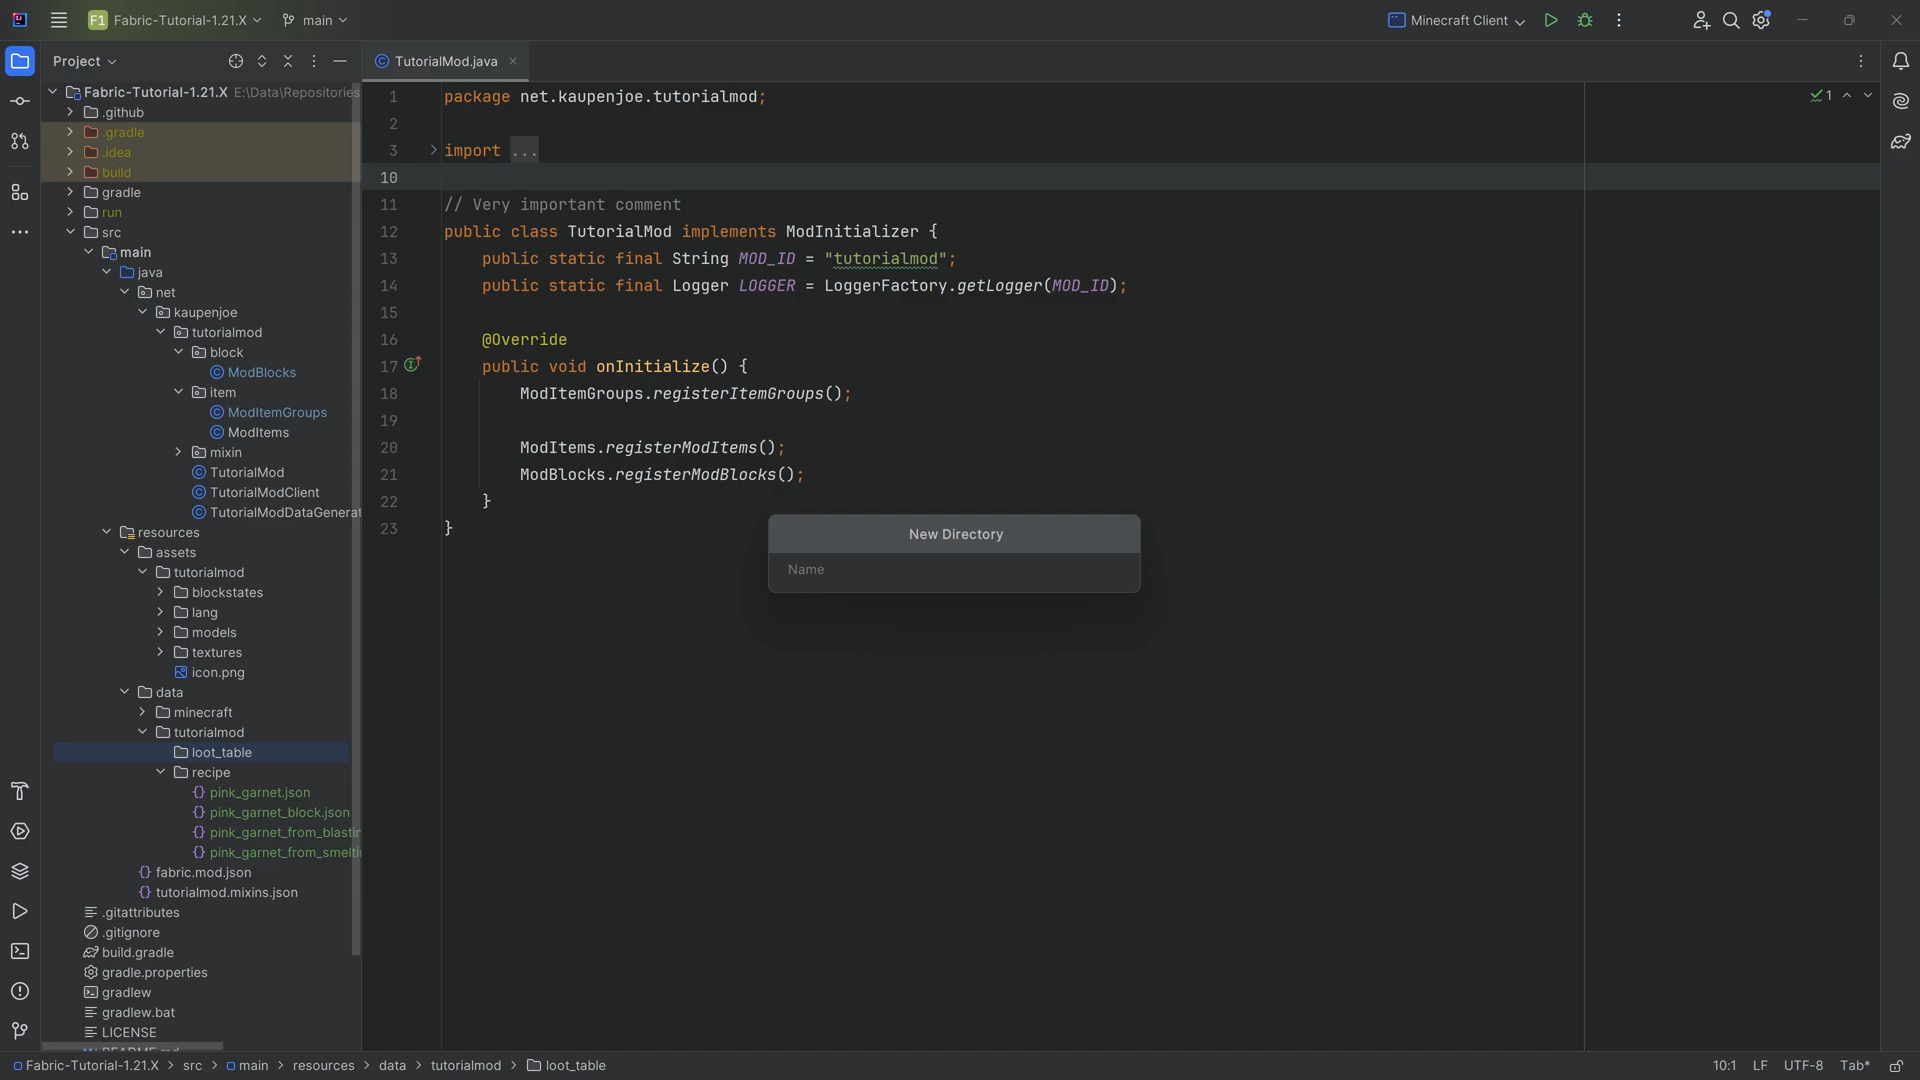 F1 Fabric-Tutorial-1.21.X main Minecraft Client
Project
TutorialMod.java
Fabric-Tutorial-1.21.X E:\Data\Repositories
.github
.gradle
.idea
build
gradle
run
src
main
java
net
kaupenjoe
tutorialmod
block
ModBlocks
item
ModItemGroups
ModItems
mixin
TutorialMod
TutorialModClient
TutorialModDataGenerat
resources
assets
tutorialmod
blockstates
lang
models
textures
icon.png
data
minecraft
tutorialmod
loot_table
recipe
pink_garnet.json
pink_garnet_block.json
pink_garnet_from_blastin
pink_garnet_from_smelti
fabric.mod.json
tutorialmod.mixins.json
.gitattributes
.gitignore
build.gradle
gradle.properties
gradlew
gradlew.bat
LICENSE
1 package net.kaupenjoe.tutorialmod;
2
3 import ...
10
11 // Very important comment
12 public class TutorialMod implements ModInitializer {
13 public static final String MOD_ID = "tutorialmod";
14 public static final Logger LOGGER = LoggerFactory.getLogger(MOD_ID);
15
16 @Override
17 public void onInitialize() {
18 ModItemGroups.registerItemGroups();
19
20 ModItems.registerModItems();
21 ModBlocks.registerModBlocks();
22 }
23 }
1
New Directory
Name
Fabric-Tutorial-1.21.X > src > main > resources > data > tutorialmod > loot_table
10:1 LF UTF-8 Tab*